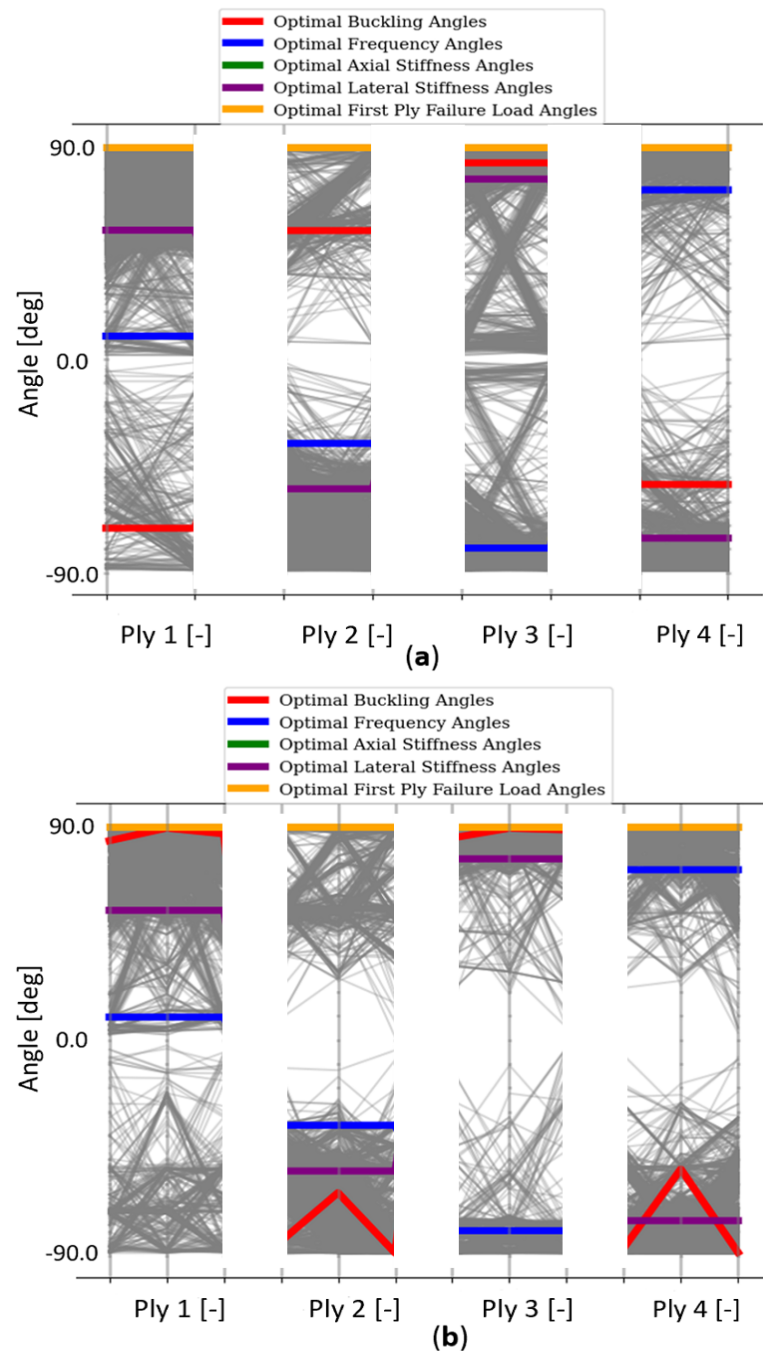 Optimal Buckling Angles
Optimal Frequency Angles
Optimal Axial Stiffness Angles
Optimal Lateral Stiffness Angles
Optimal First Ply Failure Load Angles
90.0
0.0
-90.0
Angle [deg]
Ply 1 [-] Ply 2 [-] Ply 3 [-] Ply 4 [-]
(a)
Optimal Buckling Angles
Optimal Frequency Angles
Optimal Axial Stiffness Angles
Optimal Lateral Stiffness Angles
Optimal First Ply Failure Load Angles
90.0
0.0
-90.0
Angle [deg]
Ply 1 [-] Ply 2 [-] Ply 3 [-] Ply 4 [-]
(b)